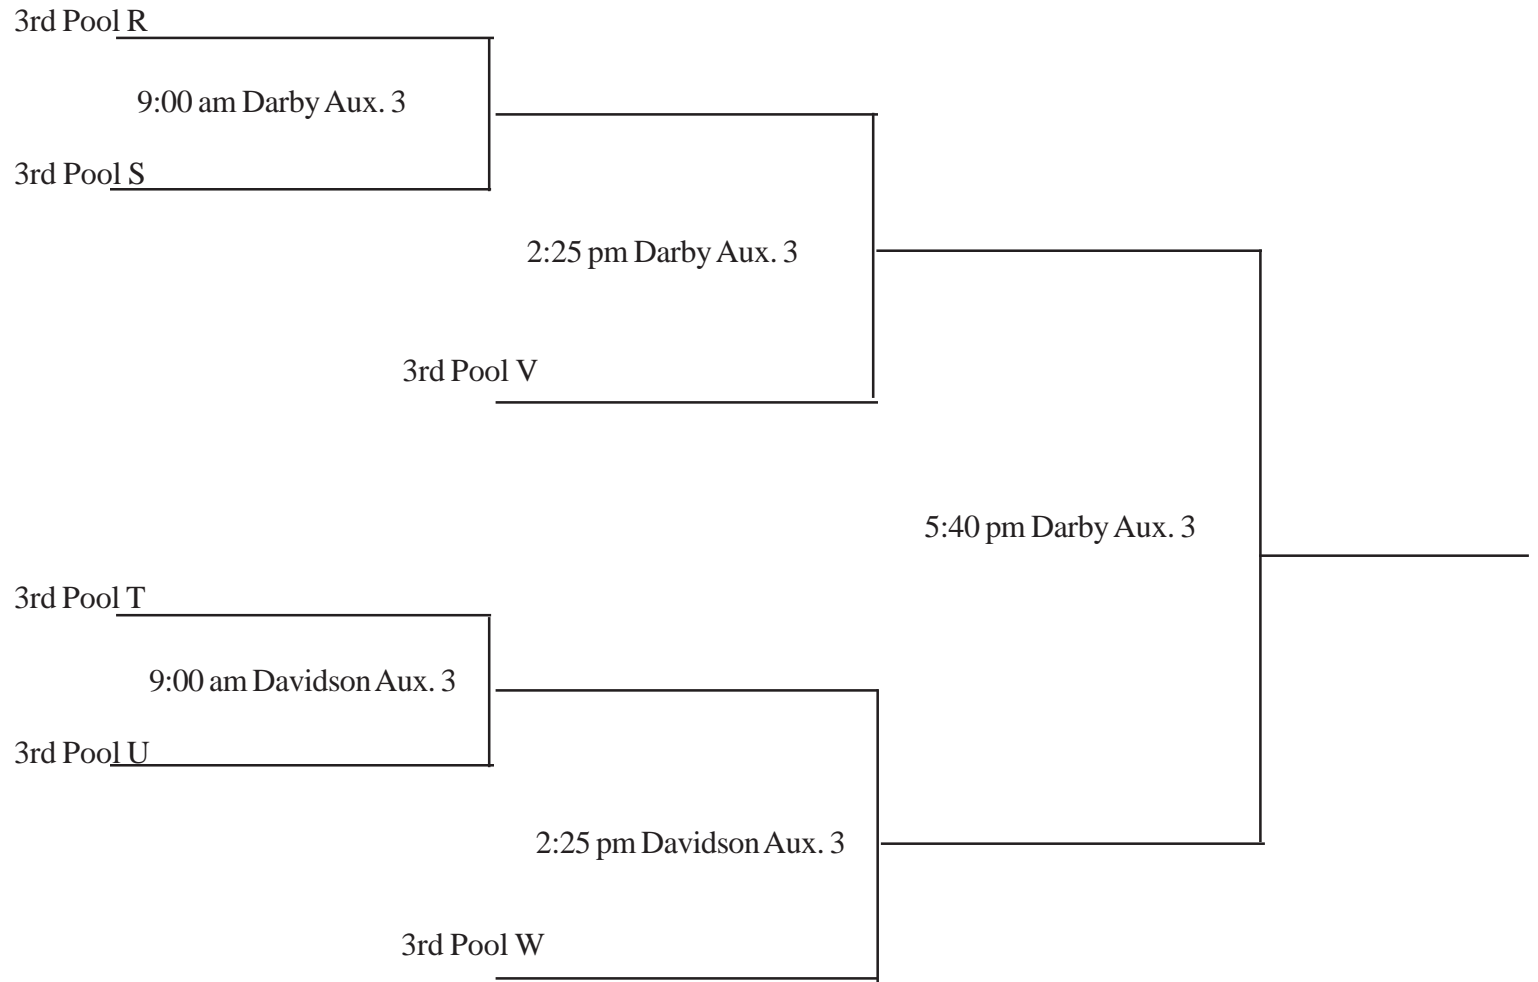 3rd Pool R
9:00 am Darby Aux. 3
3rd Pool S
2:25 pm Darby Aux. 3
3rd Pool V
5:40 pm Darby Aux. 3
3rd Pool T
9:00 am Davidson Aux. 3
3rd Pool U
2:25 pm Davidson Aux. 3
3rd Pool W